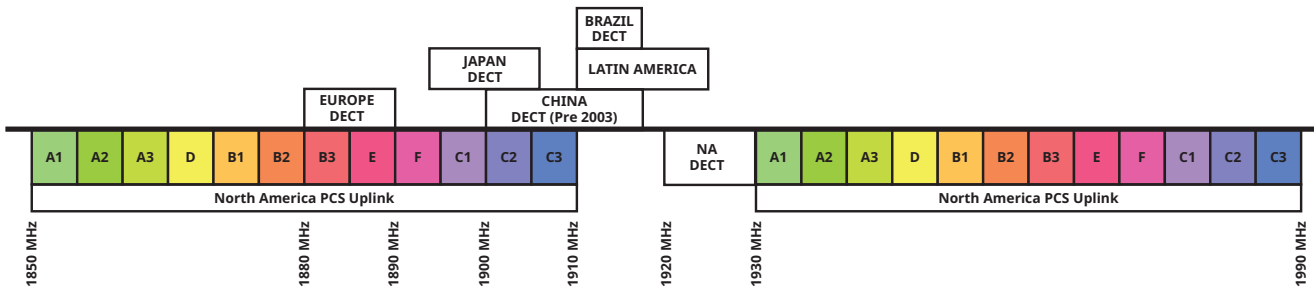 BRAZIL
DECT
JAPAN
DECT
LATIN AMERICA
EUROPE
DECT
CHINA
DECT (Pre 2003)
A1 A2 A3 D B1 B2 B3 E F C1 C2 C3
NA
DECT
A1 A2 A3 D B1 B2 B3 E F C1 C2 C3
North America PCS Uplink
North America PCS Uplink
1850 MHz
1880 MHz
1890 MHz
1900 MHz
1910 MHz
1920 MHz
1930 MHz
1990 MHz